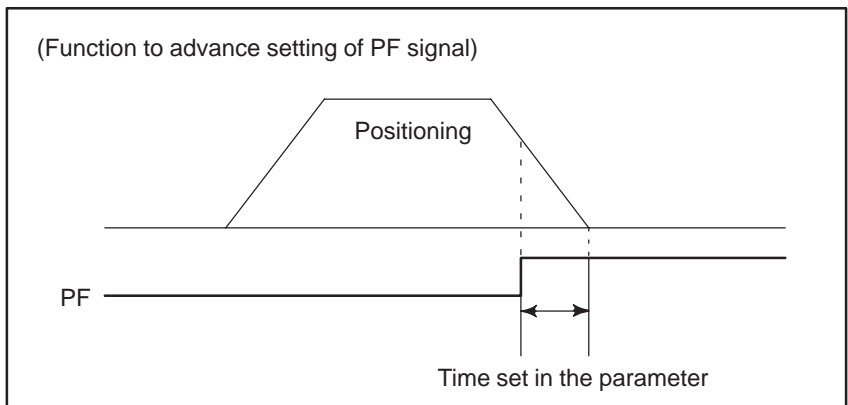 (Function to advance setting of PF signal)
Positioning
PF
Time set in the parameter